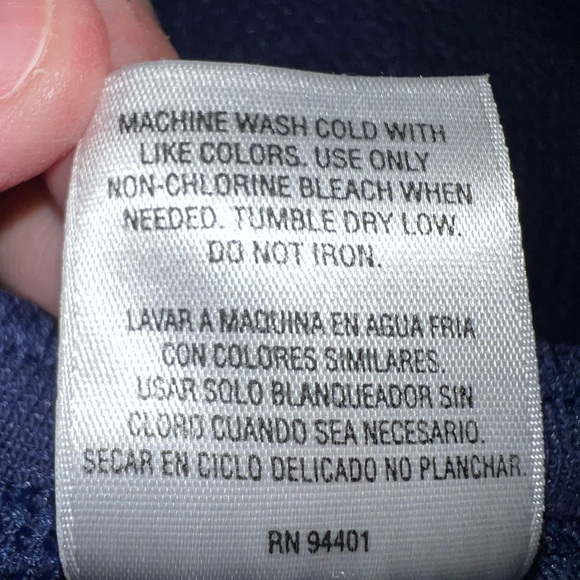 MACHINE WASH COLD WITH
LIKE COLORS. USE ONLY
NON-CHLORINE BLEACH WHEN
NEEDED. TUMBLE DRY LOW.
DO NOT IRON.
LAVAR A MAQUINA EN AGUA FRIA
CON COLORES SIMILARES.
USAR SOLO BLANQUEADOR SIN
CLORO CUANDO SEA NECESARIO.
SECAR EN CICLO DELICADO NO PLANCHAR.
RN 94401